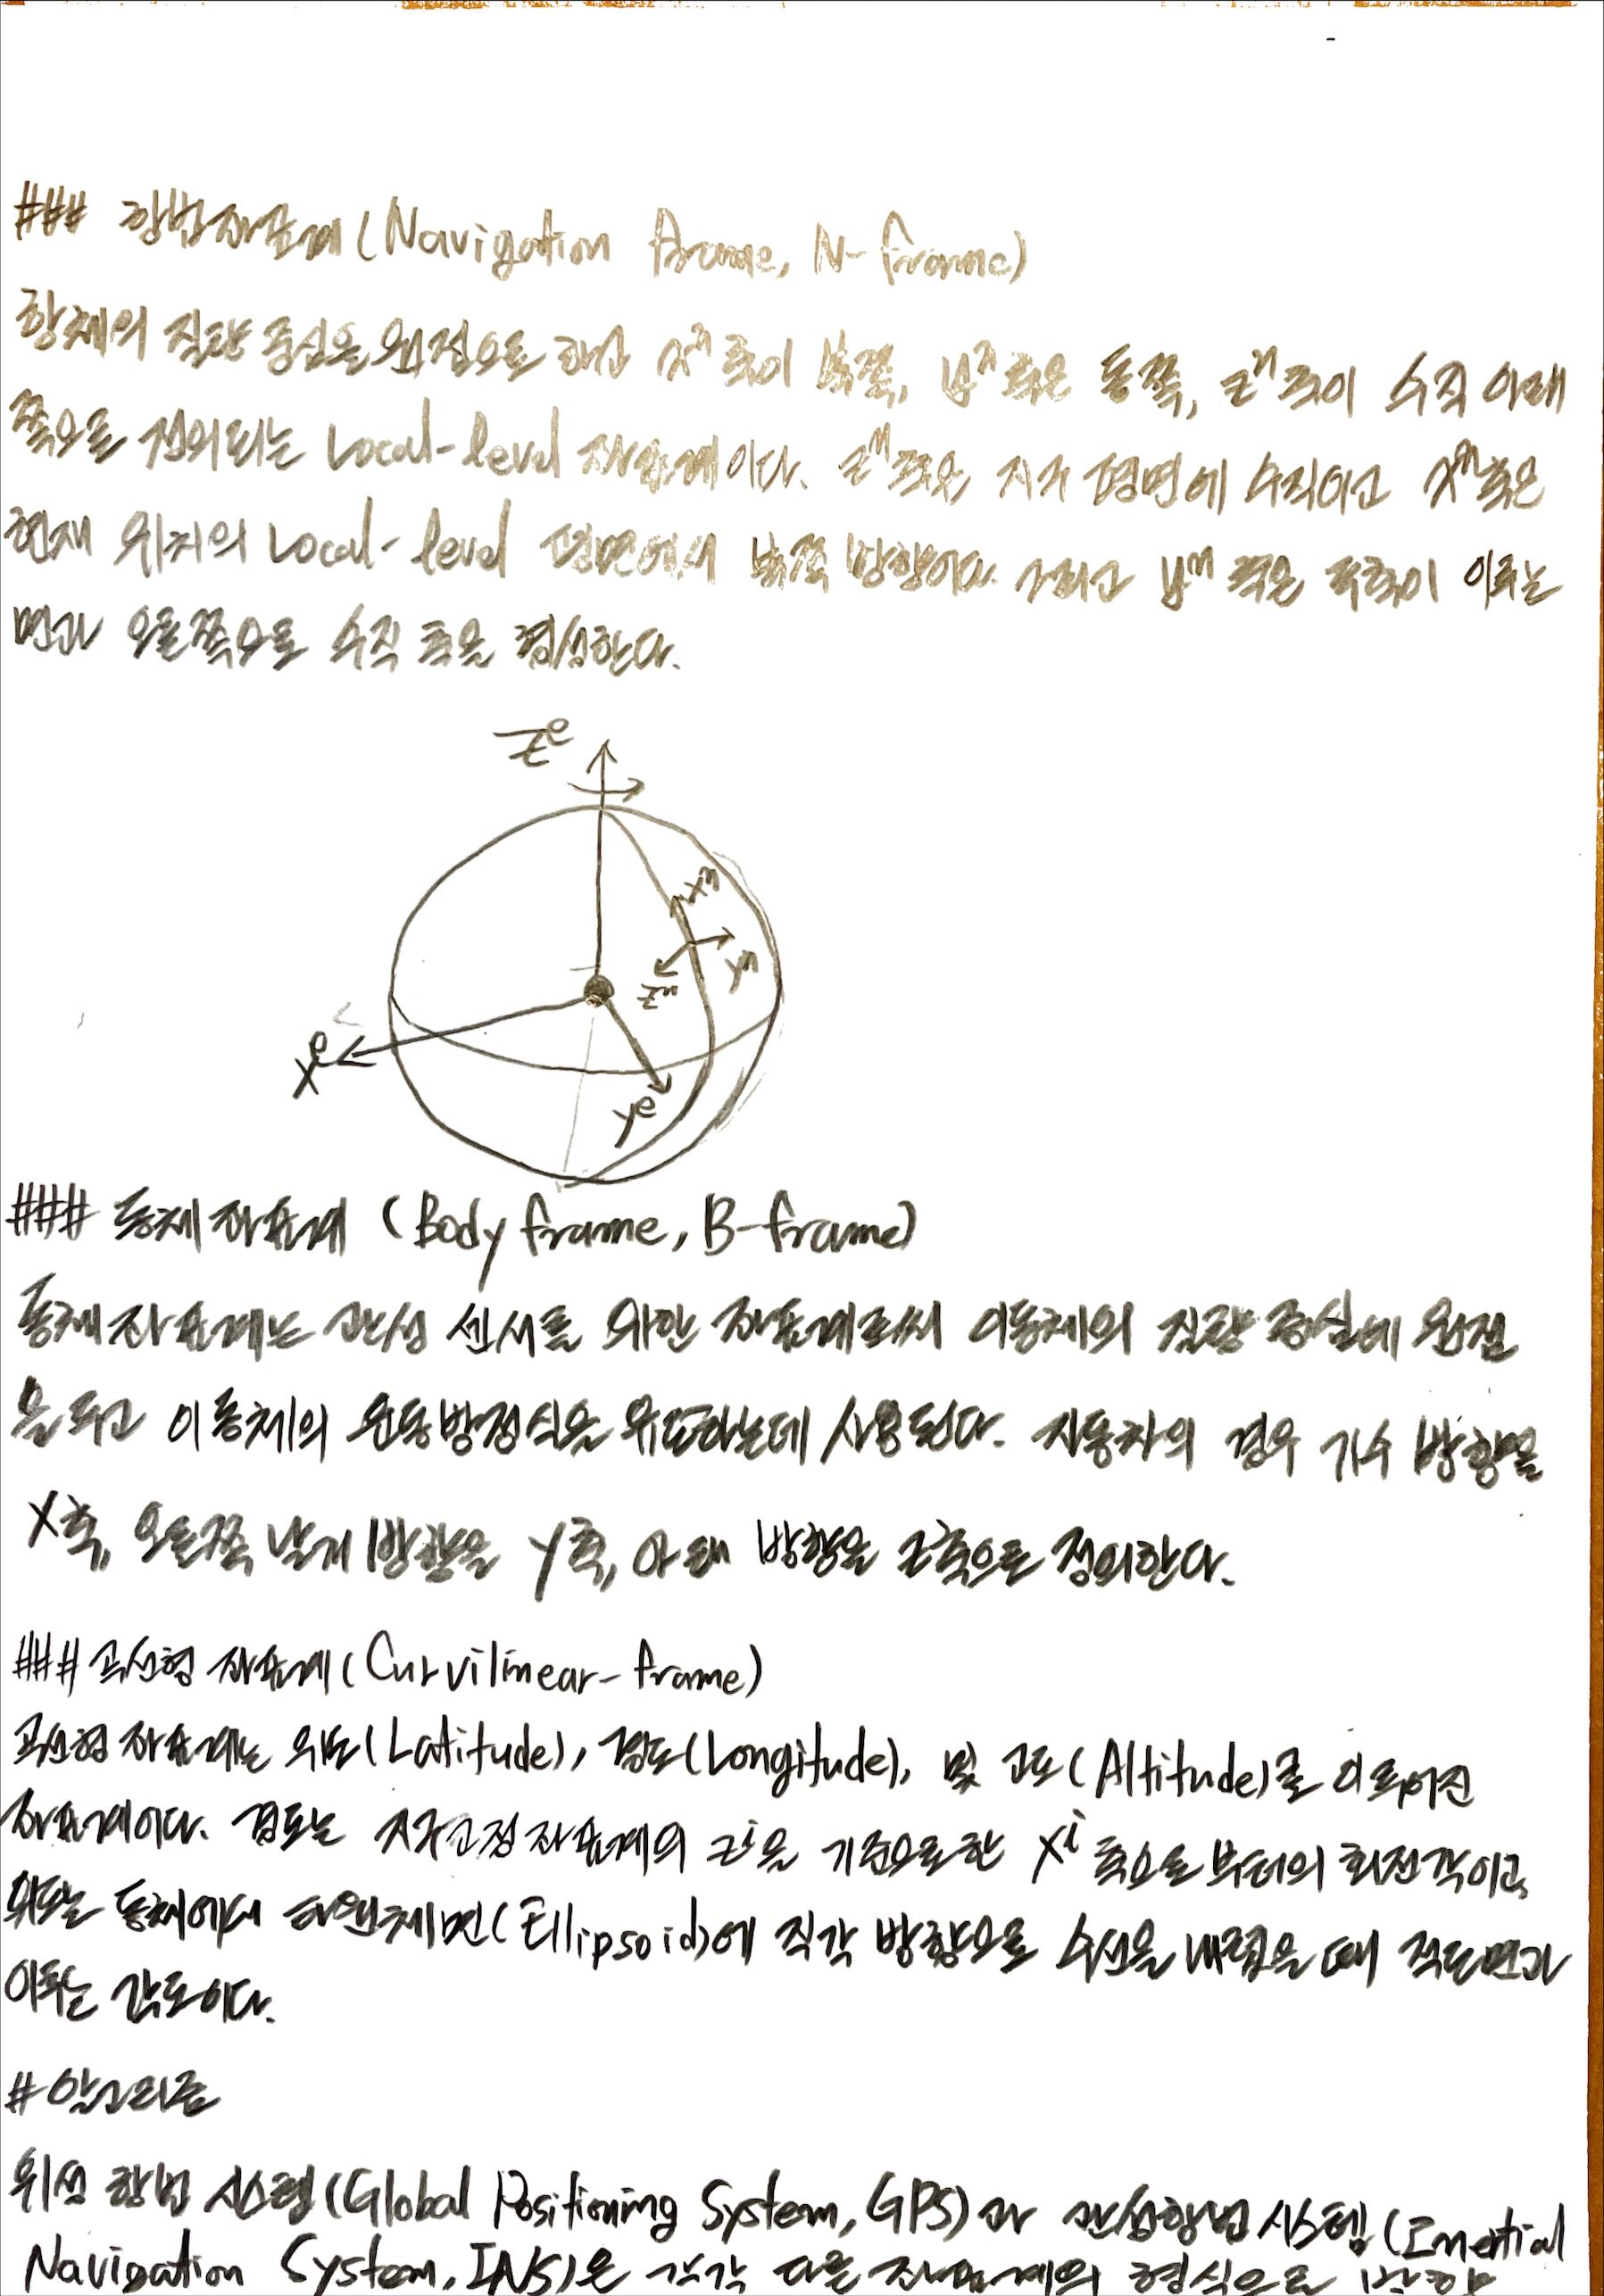 ### 항법좌표계(Navigation frame, N-frame)
항체의 질량 중심을 원점으로 하고 x^n축이 북쪽, y^n축은 동쪽, z^n축이 수직 아래
쪽으로 정의되는 Local-level 좌표계이다. z^n축은 지구 평면에 수직이고 x^n축은
현재 위치의 Local-level 평면에서 북쪽 방향이다. 그리고 y^n축은 두축이 이루는
면과 오른쪽으로 수직 축을 형성한다.
z^e
x^n
y^n
z^n
x^e
y^e
### 동체 좌표계 (Body frame, B-frame)
동체 좌표계는 관성 센서를 위한 좌표계로써 이동체의 질량 중심에 원점
을 두고 이동체의 운동방정식을 유도하는데 사용된다. 자동차의 경우 기수 방향을
X축, 오른쪽 날개 방향을 Y축, 아래 방향을 Z축으로 정의한다.
### 곡선형 좌표계(Curvilinear-frame)
곡선형 좌표계는 위도(Latitude), 경도(Longitude), 및 고도(Altitude)로 이루어진
좌표계이다. 경도는 지구고정좌표계의 z^i을 기준으로한 x^i 축으로 부터의 회전각이고,
위도는 동체에서 타원체면(Ellipsoid)에 직각 방향으로 수선을 내렸을 때 적도면과
이루는 각도이다.
# 알고리즘
위성 항법 시스템(Global Positioning System, GPS)과 관성항법 시스템(Inertial
Navigation System, INS)은 각각 다른 좌표계의 형식으로